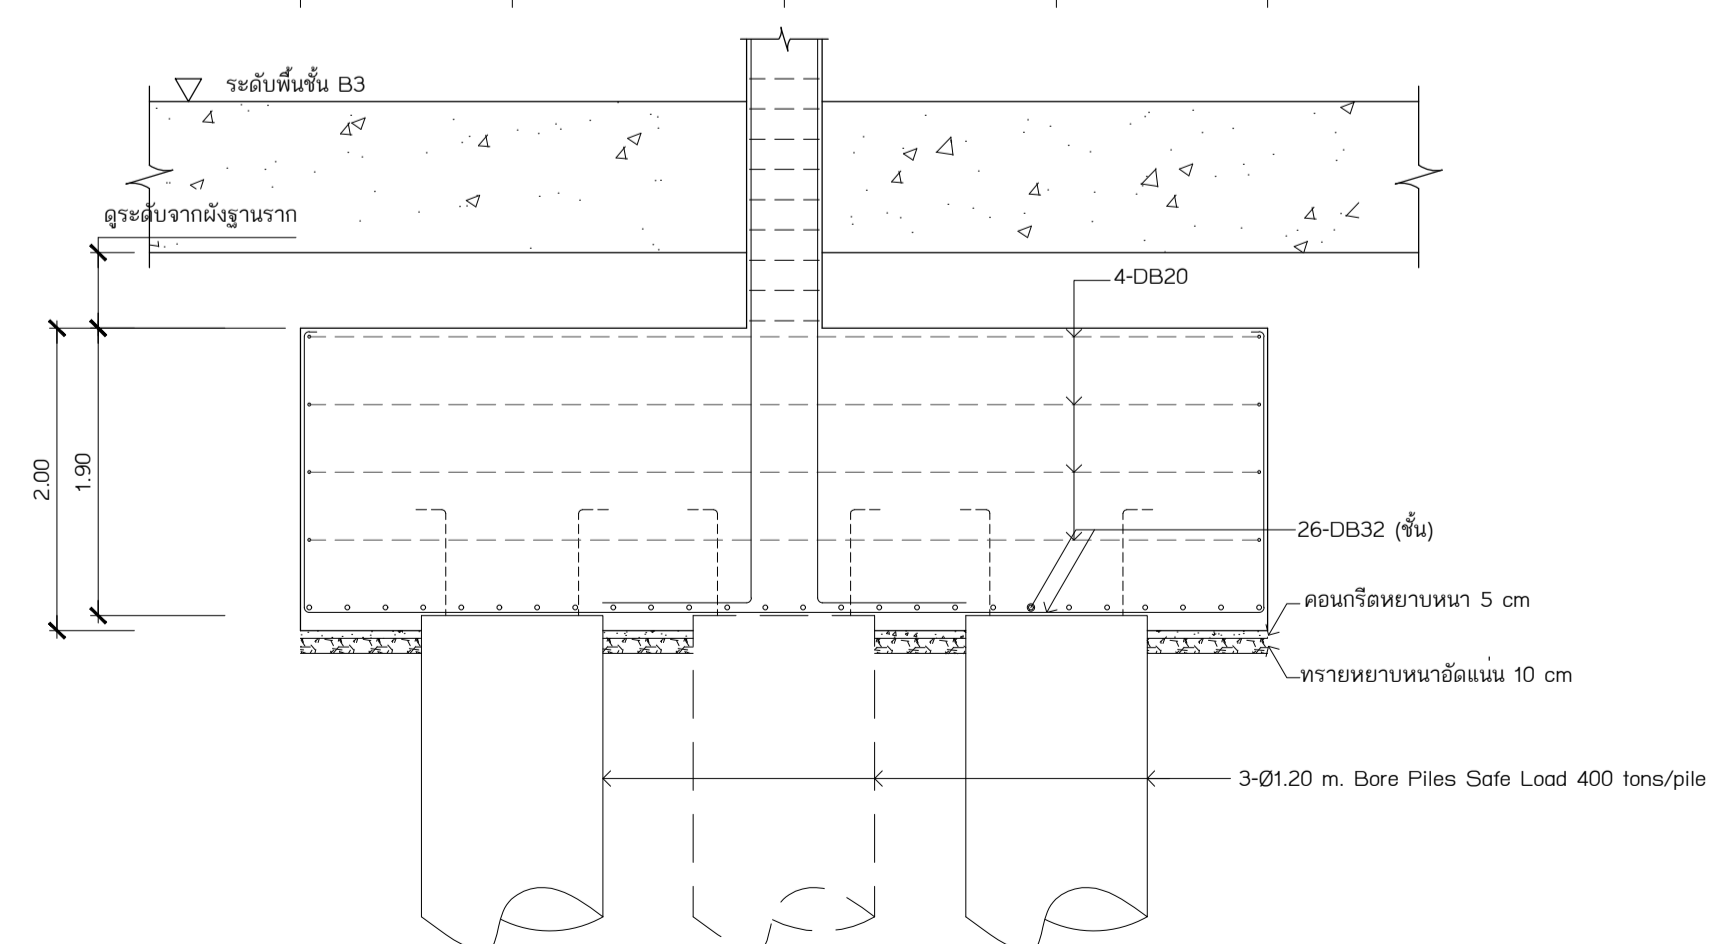 ระดับพื้นชั้น B3
ดูระดับจากผังฐานราก
4-DB20
2.00
1.90
26-DB32 (ชั้น)
คอนกรีตหยาบหนา 5 cm
ทรายหยาบหนาอัดแน่น 10 cm
3-Ø1.20 m. Bore Piles Safe Load 400 tons/pile